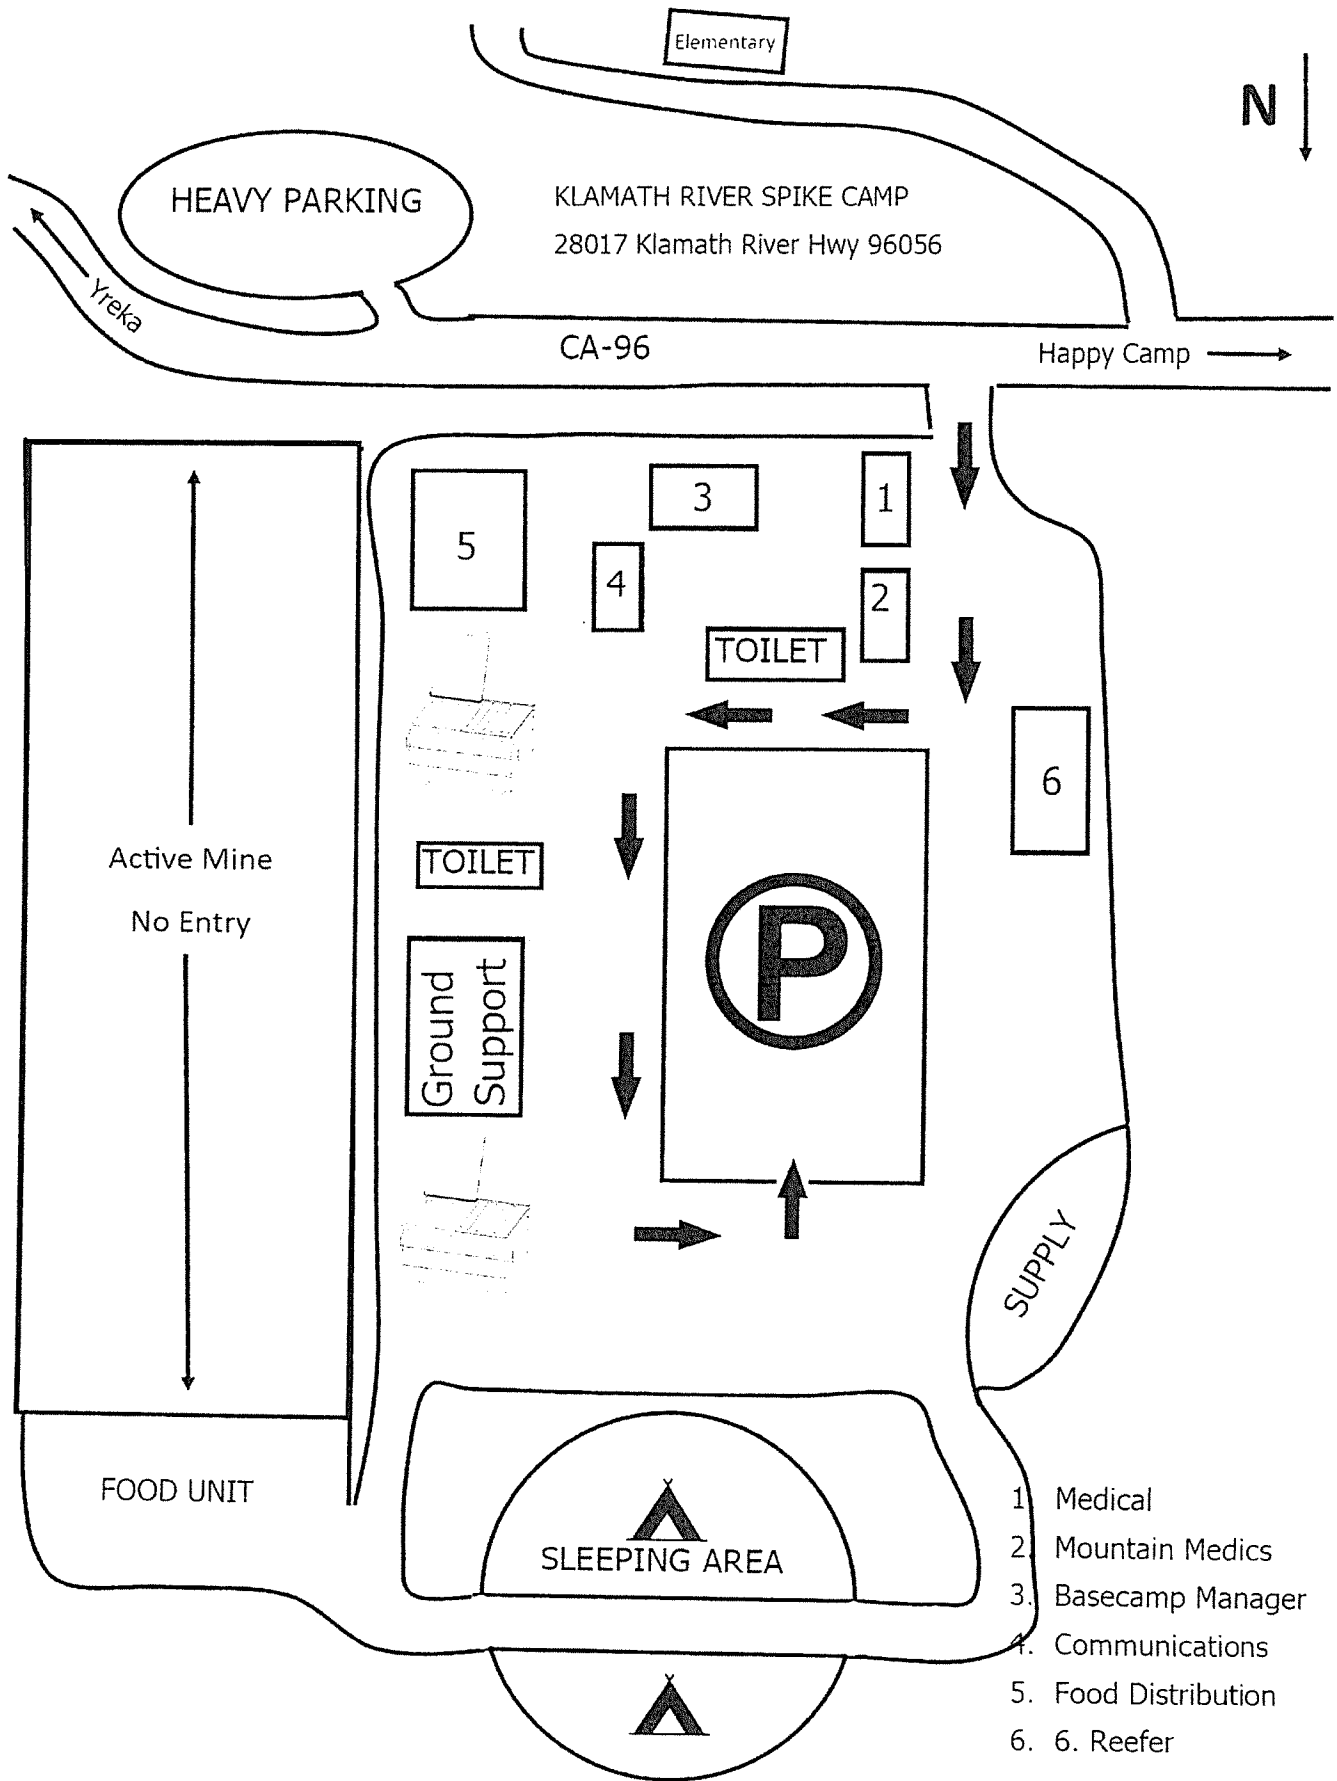 Elementary
N
HEAVY PARKING
KLAMATH RIVER SPIKE CAMP
28017 Klamath River Hwy 96056
Yreka
CA-96
Happy Camp
1
3
5
4
2
TOILET
6
Active Mine
No Entry
TOILET
P
Ground
Support
SUPPLY
FOOD UNIT
SLEEPING AREA
1. Medical
2. Mountain Medics
3. Basecamp Manager
4. Communications
5. Food Distribution
6. 6. Reefer